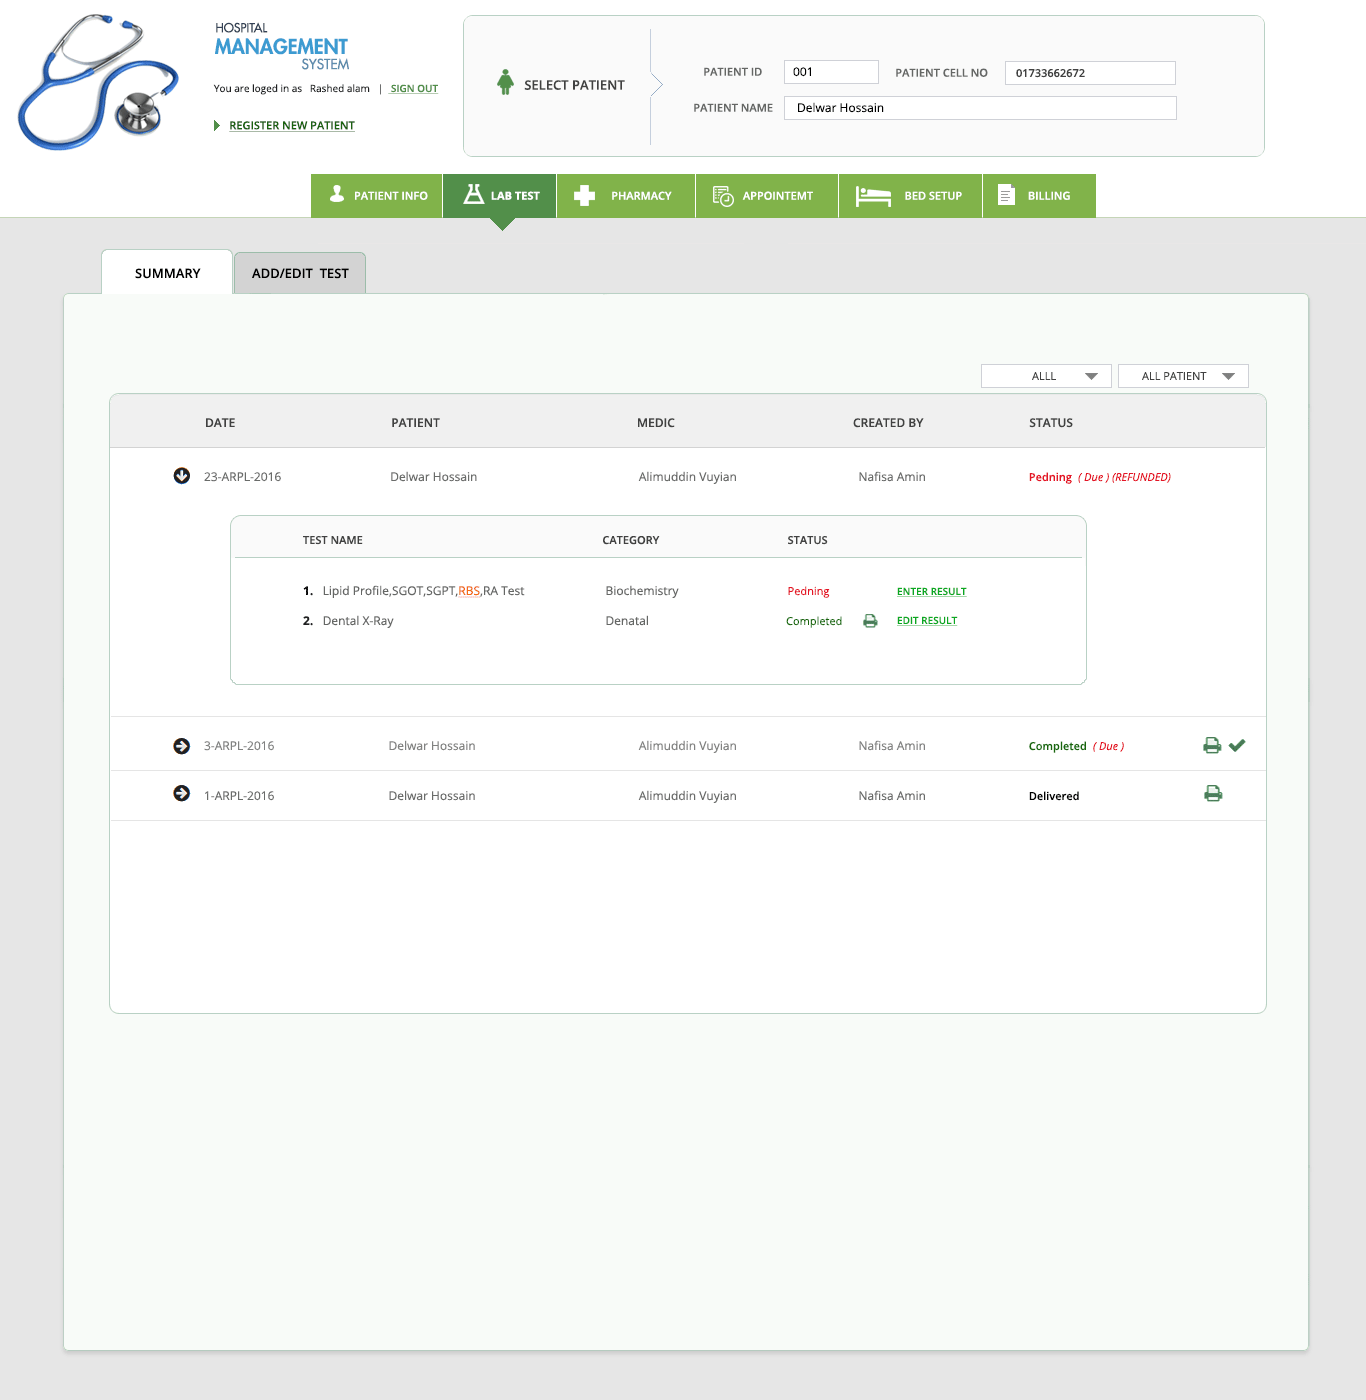 HOSPITAL
MANAGEMENT
SYSTEM
You are loged in as Rashed alam | SIGN OUT
REGISTER NEW PATIENT
SELECT PATIENT
PATIENT ID 001 PATIENT CELL NO 01733662672
PATIENT NAME Delwar Hossain
PATIENT INFO LAB TEST PHARMACY APPOINTEMT BED SETUP BILLING
SUMMARY ADD/EDIT TEST
ALLL ALL PATIENT
DATE PATIENT MEDIC CREATED BY STATUS
23-ARPL-2016 Delwar Hossain Alimuddin Vuyian Nafisa Amin Pedning ( Due ) (REFUNDED)
TEST NAME CATEGORY STATUS
1. Lipid Profile,SGOT,SGPT,RBS,RA Test Biochemistry Pedning ENTER RESULT
2. Dental X-Ray Denatal Completed EDIT RESULT
3-ARPL-2016 Delwar Hossain Alimuddin Vuyian Nafisa Amin Completed ( Due )
1-ARPL-2016 Delwar Hossain Alimuddin Vuyian Nafisa Amin Delivered